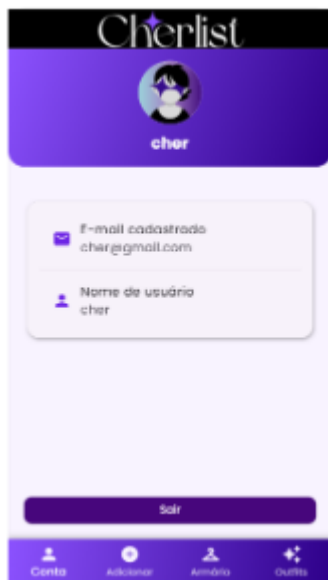 Cherlist
cher
E-mail cadastrado
cher@gmail.com
Nome de usuário
cher
Sair
Conta
Adicionar
Armário
Outfits